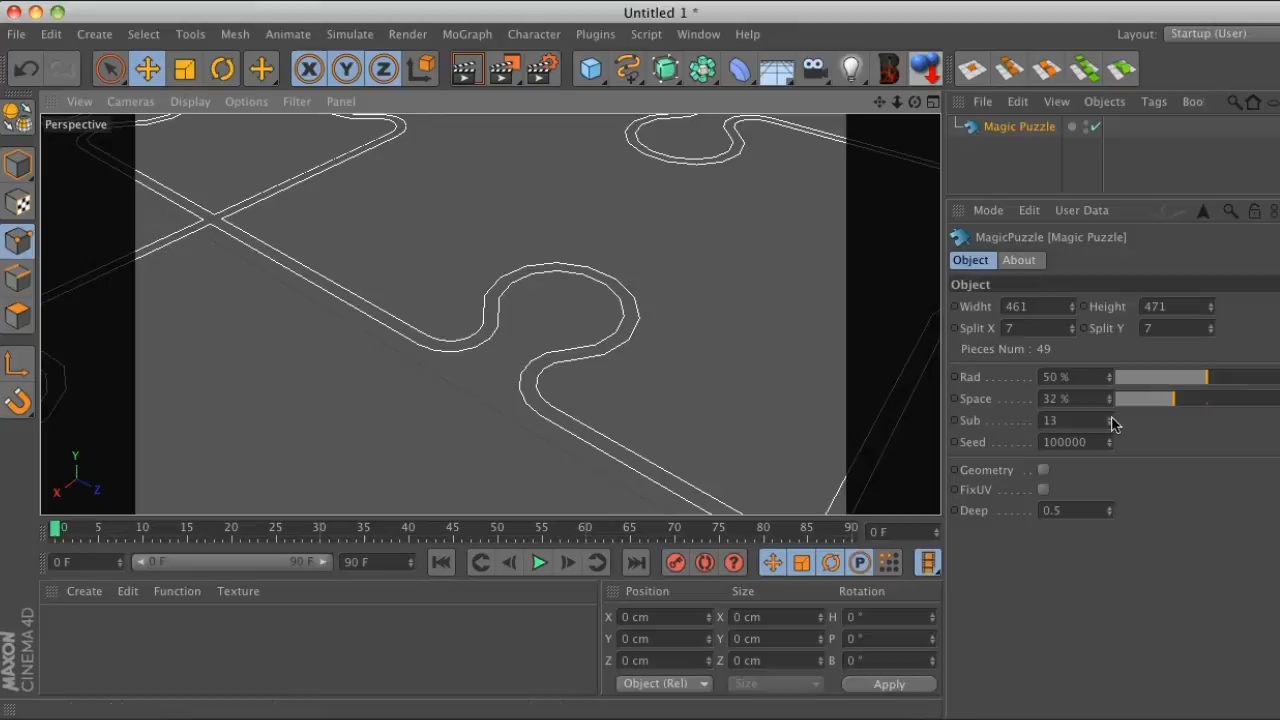 Untitled 1 *
File Edit Create Select Tools Mesh Snimate Simulate Render MoGraph Character Plugins Script Window Help Layout: Startup (User)
View Cameras Display Options Filter Panel
File Edit View Objects Tags Boo
Perspective
Magic Puzzle
Mode Edit User Data
MagicPuzzle [Magic Puzzle]
Object About
Object
Widht 461 Height 471
Split X 7 Split Y 7
Pieces Num : 49
Rad ....... 50 %
Space ...... 32 %
Sub ....... 13
Seed ...... 100000
Geometry ..
FixUV ......
Deep ...... 0.5
Y
X Z
0 5 10 15 20 25 30 35 40 45 50 55 60 65 70 75 80 85 90 0 F
0 F 0 F 90 F 90 F
Create Edit Function Texture
Position Size Rotation
X 0 cm X 0 cm H 0 °
Y 0 cm Y 0 cm P 0 °
Z 0 cm Z 0 cm B 0 °
Object (Rel) Size Apply
MAXON
CINEMA 4D